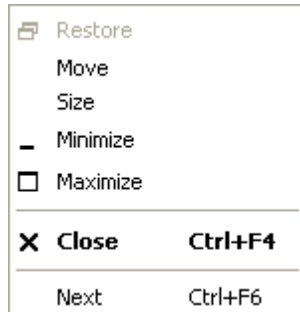 Restore
Move
Size
Minimize
Maximize
Close Ctrl+F4
Next Ctrl+F6